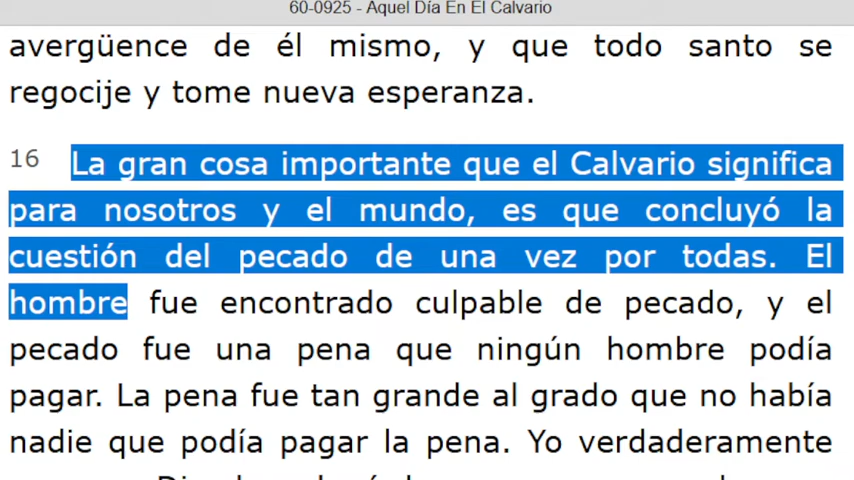 60-0925 - Aquel Día En El Calvario
avergüence de él mismo, y que todo santo se
regocije y tome nueva esperanza.
16 La gran cosa importante que el Calvario significa
para nosotros y el mundo, es que concluyó la
cuestión del pecado de una vez por todas. El
hombre fue encontrado culpable de pecado, y el
pecado fue una pena que ningún hombre podía
pagar. La pena fue tan grande al grado que no había
nadie que podía pagar la pena. Yo verdaderamente